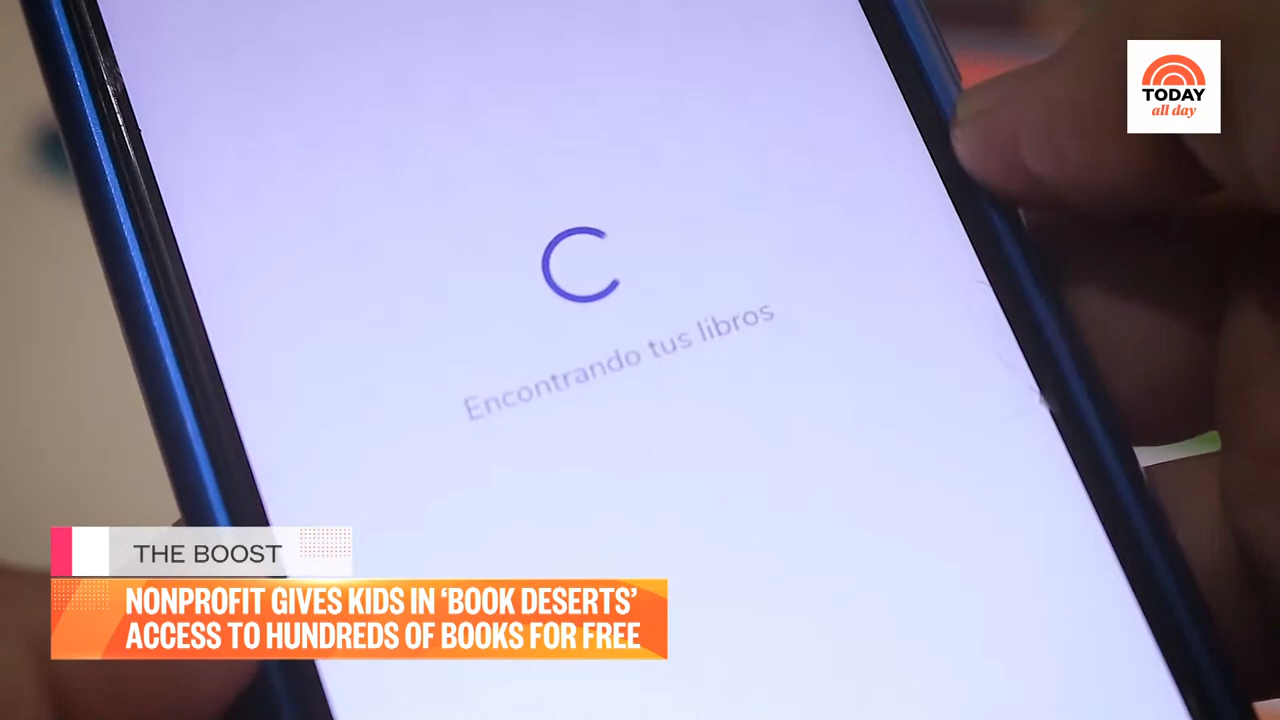 TODAY
all day
Encontrando tus libros
THE BOOST
NONPROFIT GIVES KIDS IN ‘BOOK DESERTS’
ACCESS TO HUNDREDS OF BOOKS FOR FREE